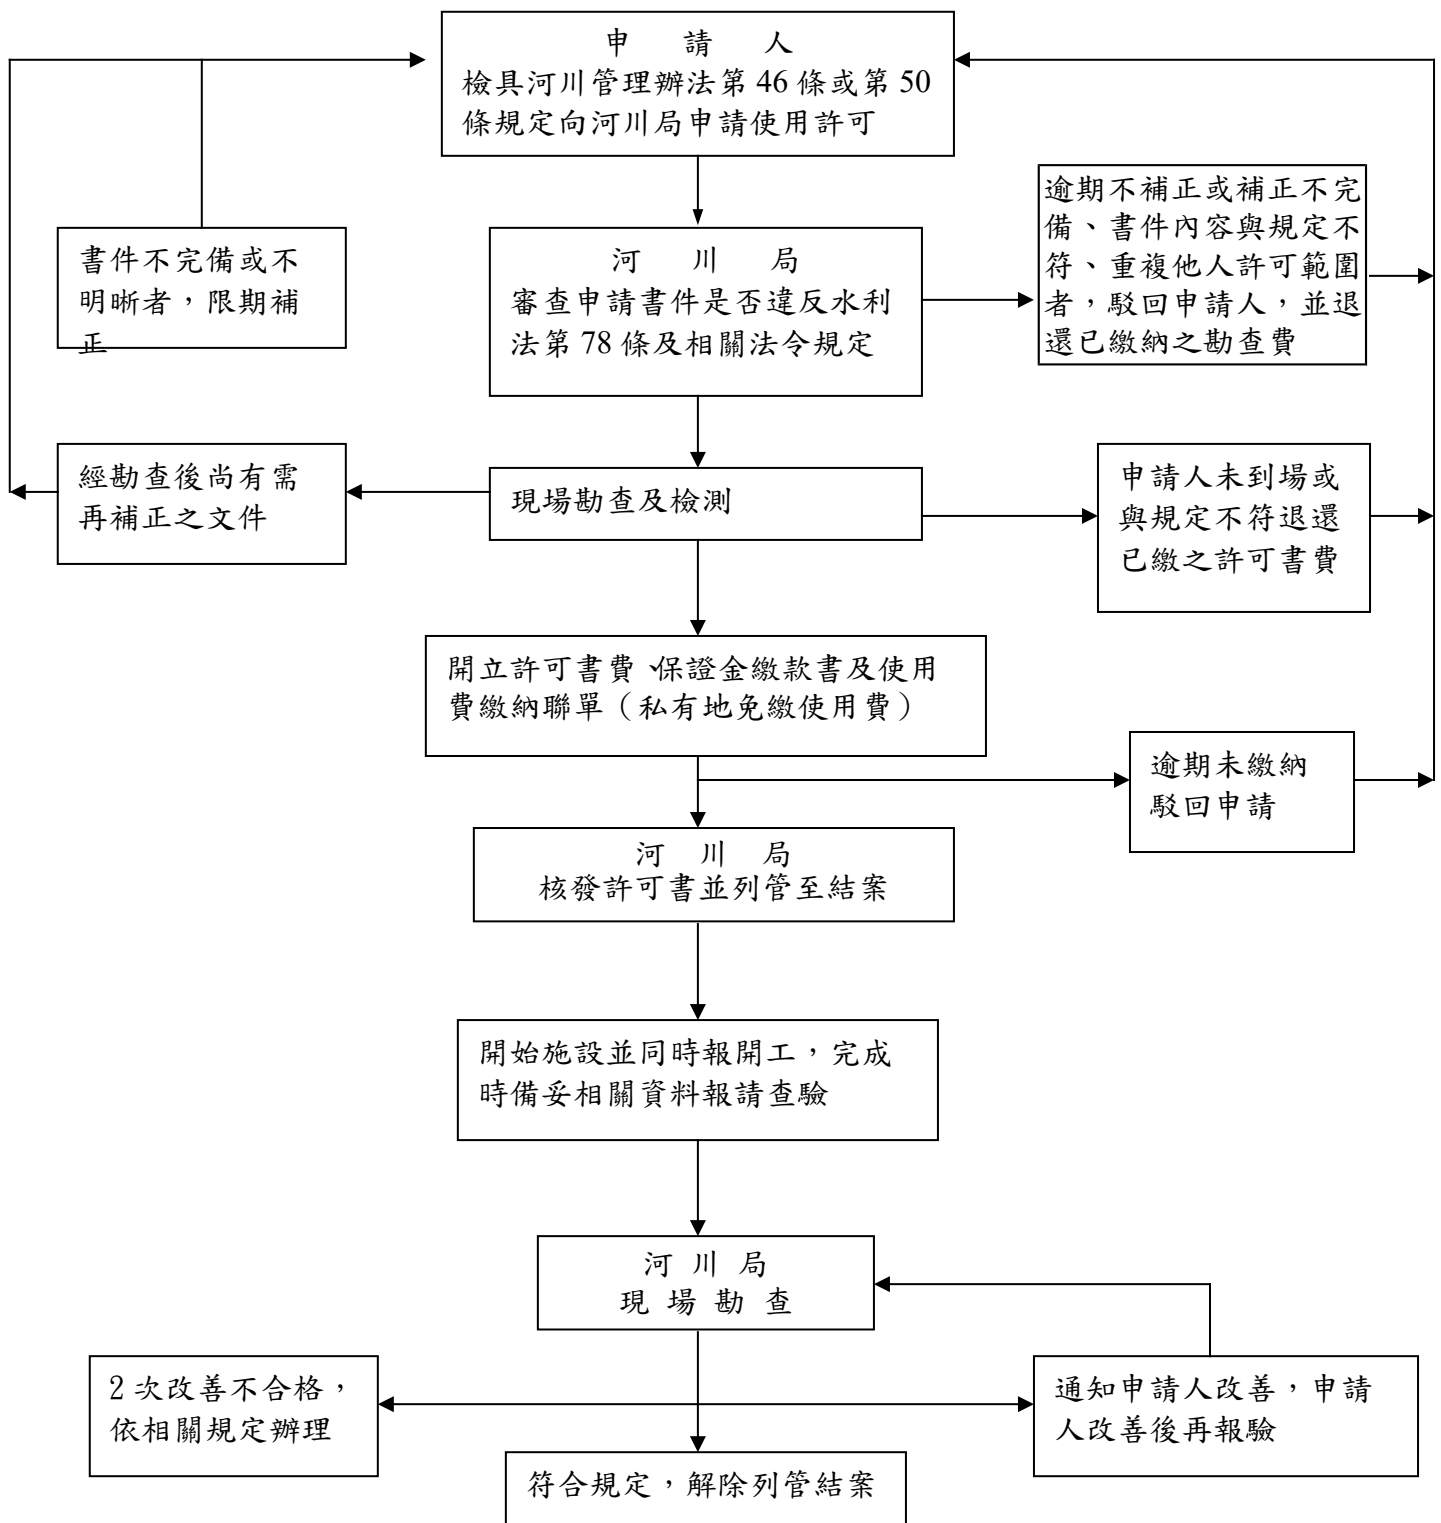 申 請 人
檢具河川管理辦法第 46 條或第 50
條規定向河川局申請使用許可
逾期不補正或補正不完
備、書件內容與規定不
符、重複他人許可範圍
者，駁回申請人，並退
還已繳納之勘查費
書件不完備或不
明晰者，限期補
正
河 川 局
審查申請書件是否違反水利
法第 78 條及相關法令規定
經勘查後尚有需
再補正之文件
現場勘查及檢測
申請人未到場或
與規定不符退還
已繳之許可書費
開立許可書費、保證金繳款書及使用
費繳納聯單（私有地免繳使用費）
逾期未繳納
駁回申請
河 川 局
核發許可書並列管至結案
開始施設並同時報開工，完成
時備妥相關資料報請查驗
河 川 局
現 場 勘 查
2 次改善不合格，
依相關規定辦理
通知申請人改善，申請
人改善後再報驗
符合規定，解除列管結案